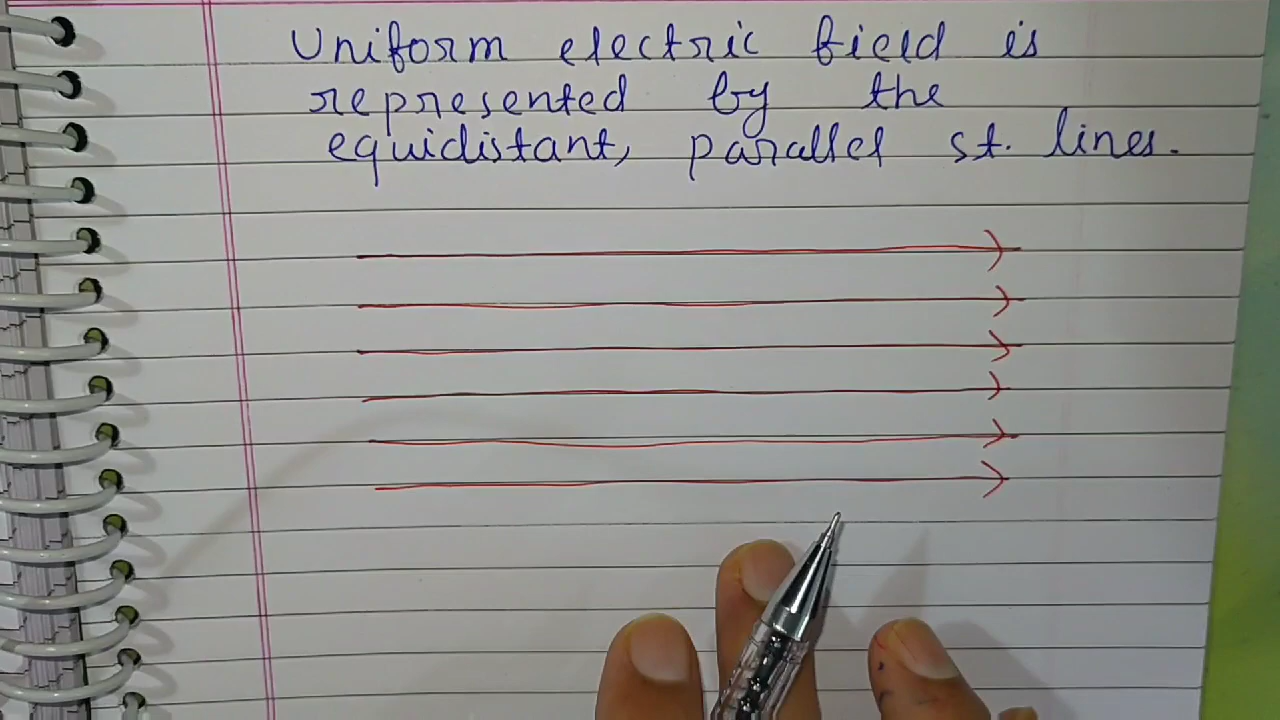 Uniform electric field is
represented by the
equidistant, parallel st. lines.